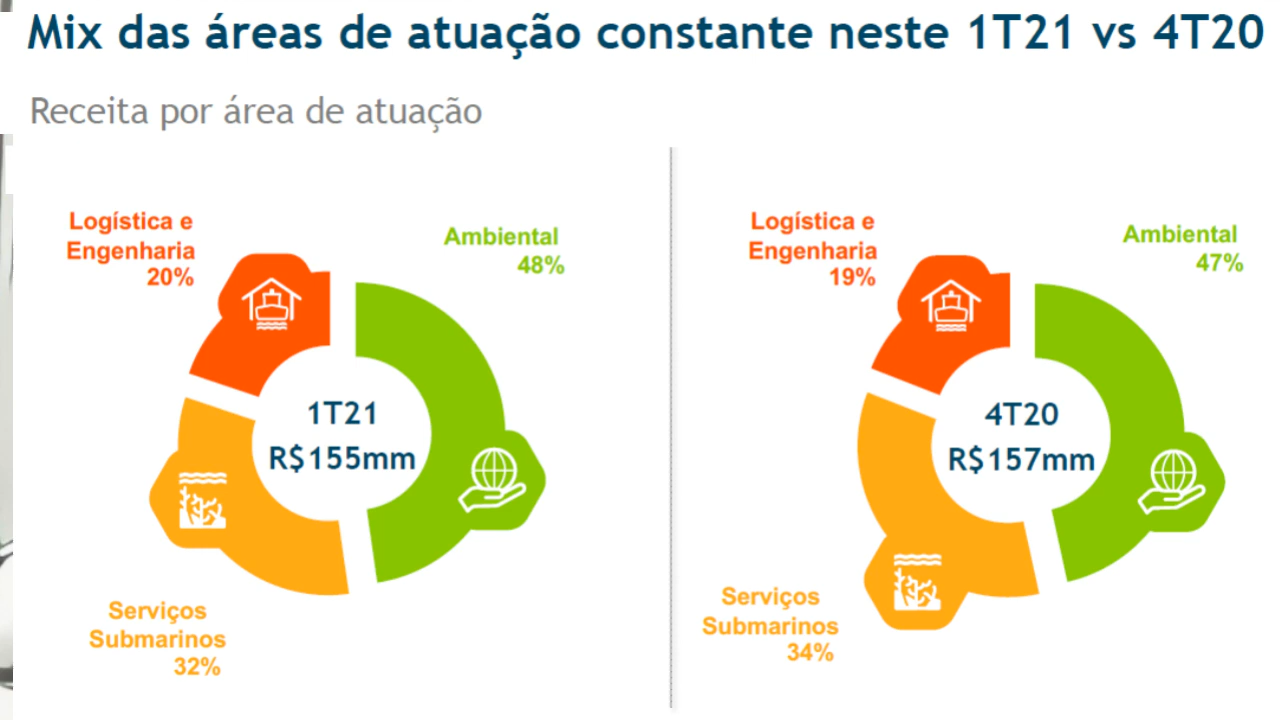 Mix das áreas de atuação constante neste 1T21 vs 4T20
Receita por área de atuação
Logística e
Engenharia
20%
Ambiental
48%
1T21
R$155mm
Serviços
Submarinos
32%
Logística e
Engenharia
19%
Ambiental
47%
4T20
R$157mm
Serviços
Submarinos
34%